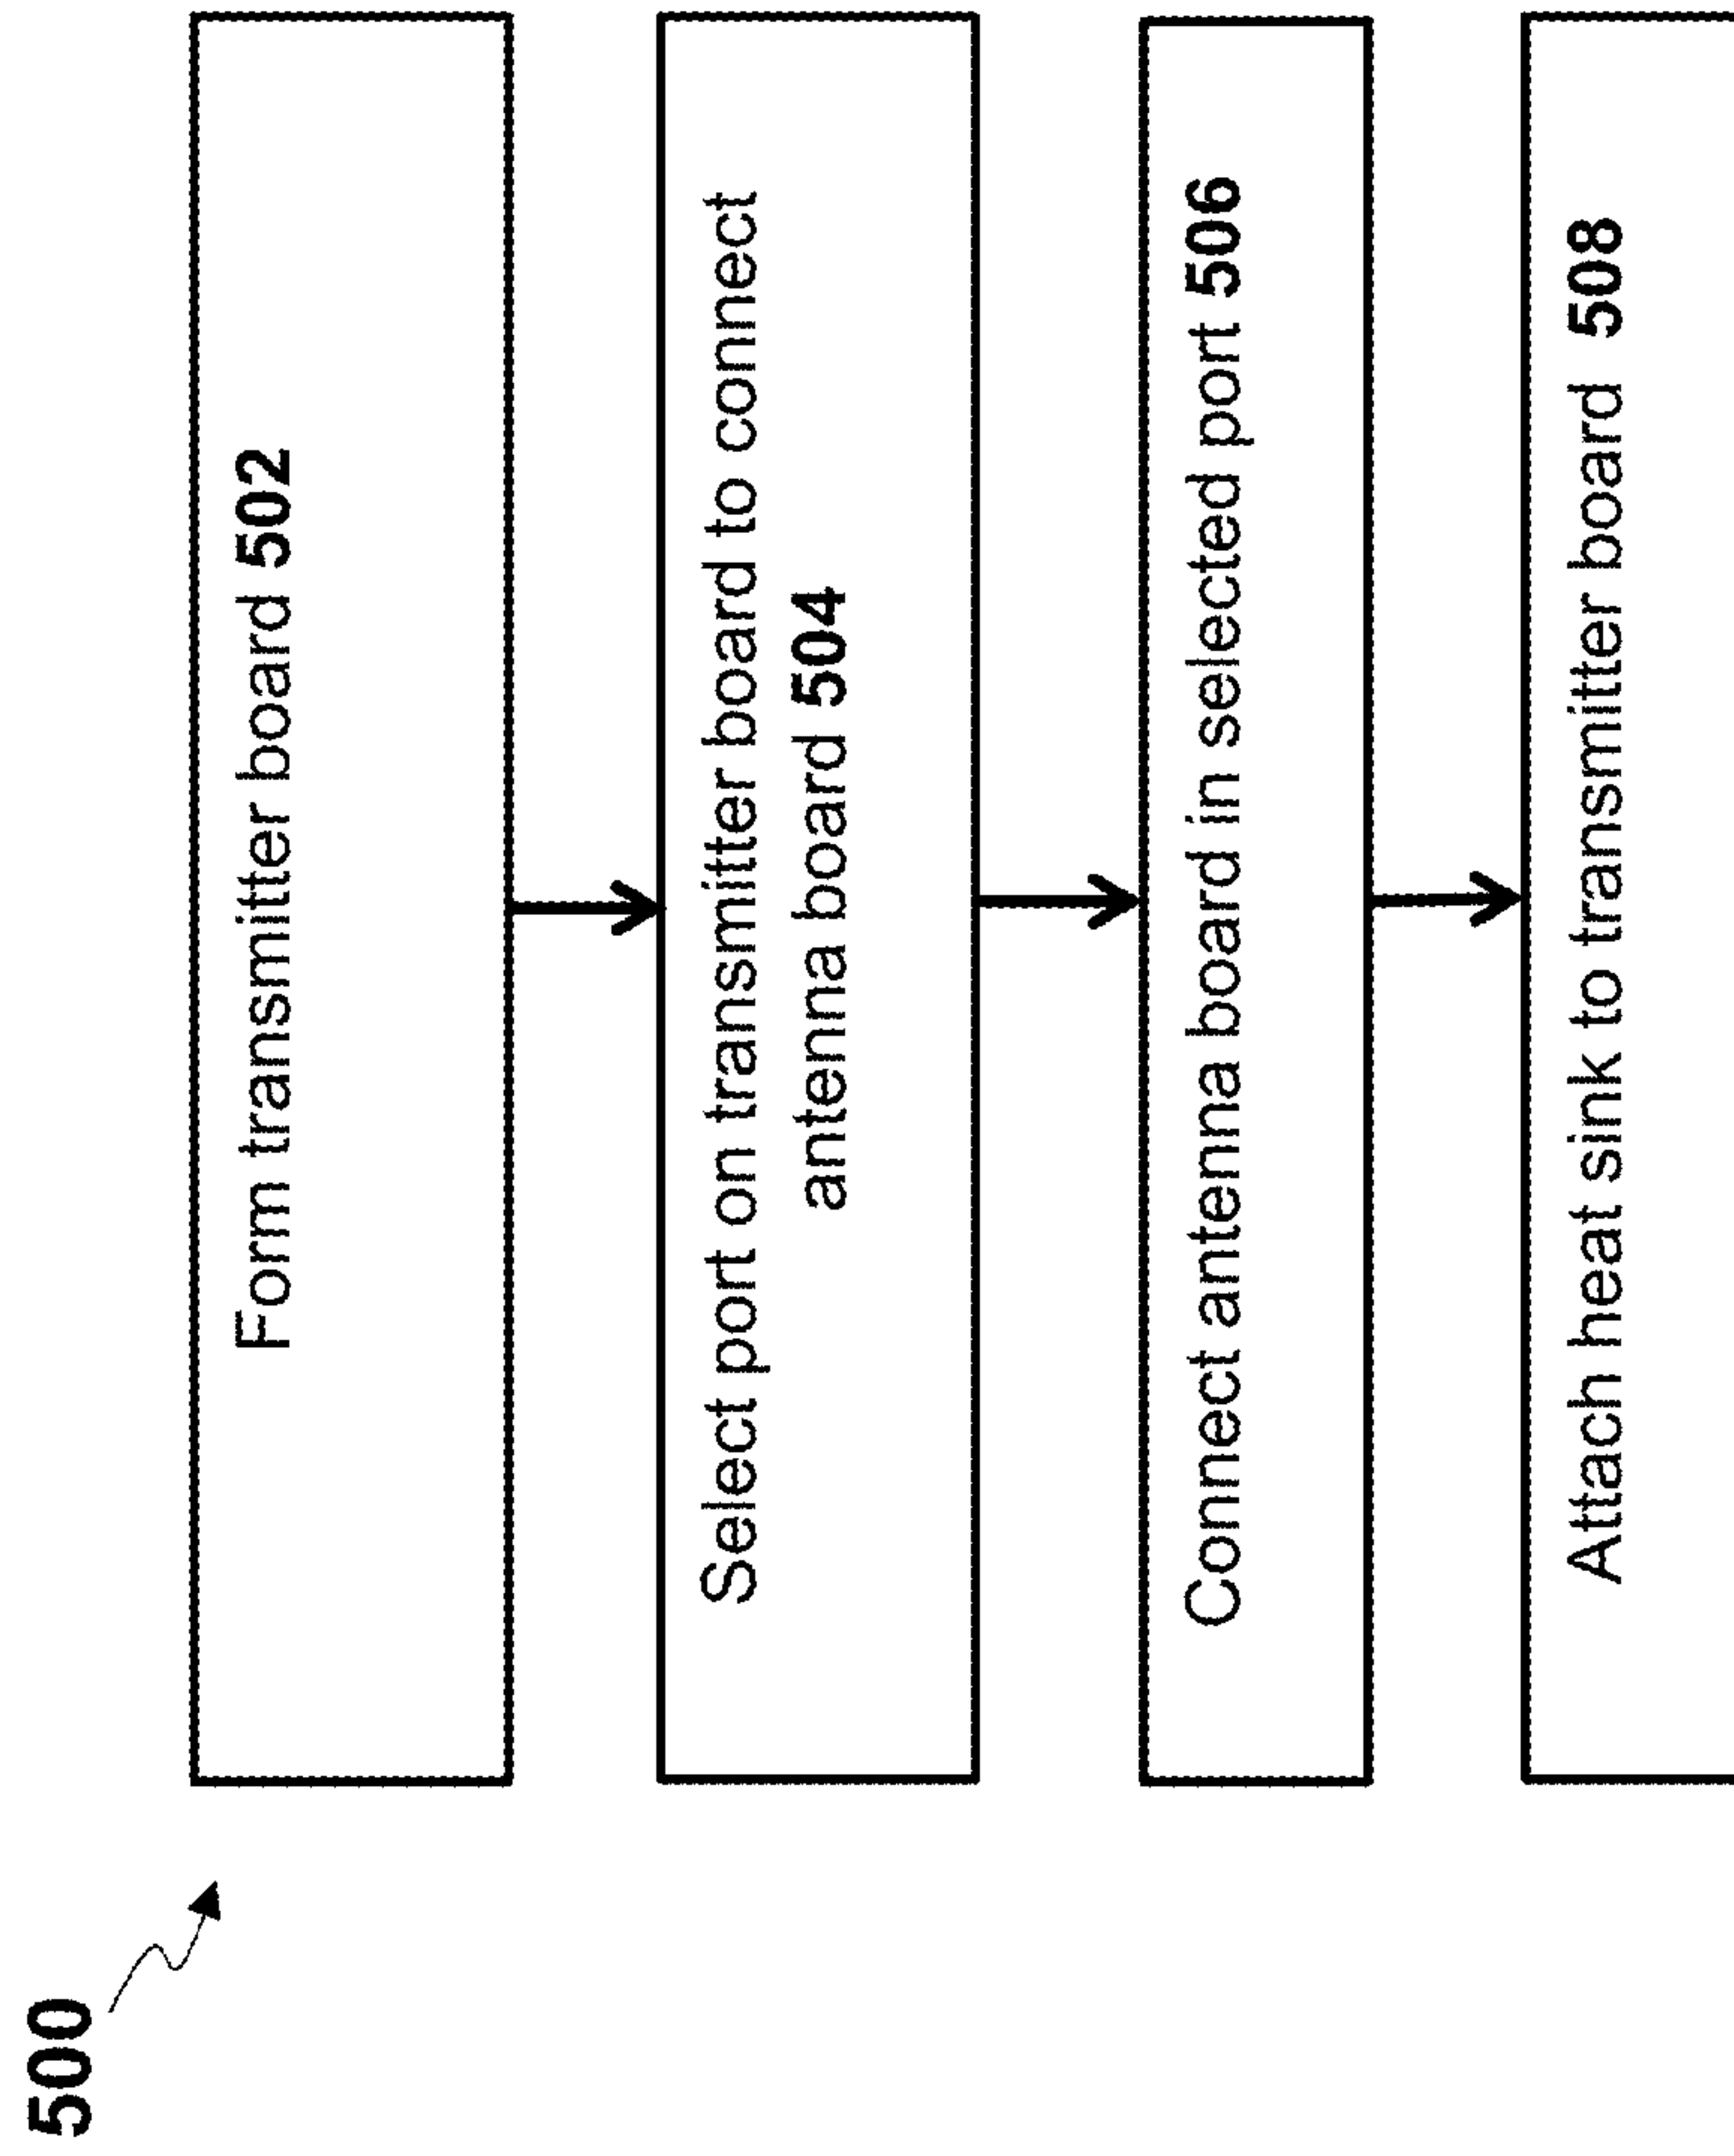 500
Form transmitter board 502
Select port on transmitter board to connect
antenna board 504
Connect antenna board in selected port 506
Attach heat sink to transmitter board 508